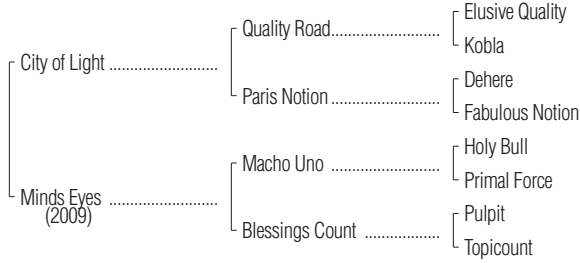 Elusive Quality
Quality Road..........................
Kobla
City of Light ..........................
Dehere
Paris Notion ..........................
Fabulous Notion
Holy Bull
Macho Uno ..........................
Primal Force
Minds Eyes ..........................
(2009)
Pulpit
Blessings Count ..................
Topicount